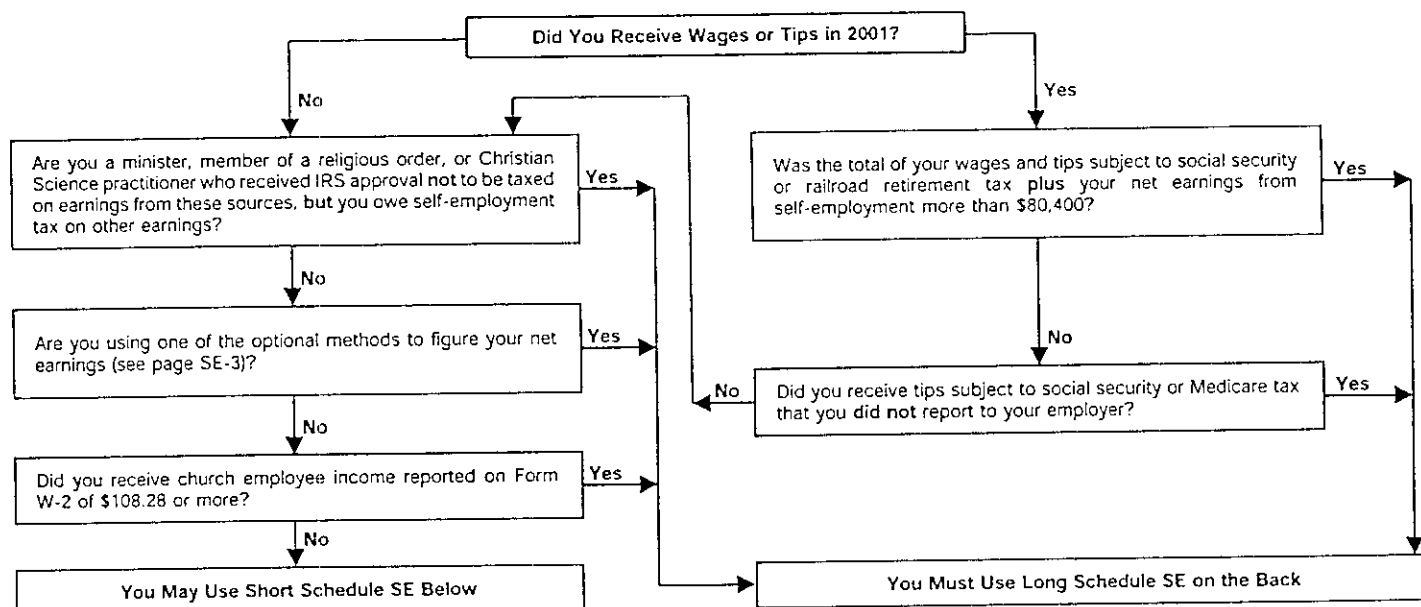 Did You Receive Wages or Tips in 2001?
No
Yes
Are you a minister, member of a religious order, or Christian
Science practitioner who received IRS approval not to be taxed
on earnings from these sources, but you owe self-employment
tax on other earnings?
Yes
Was the total of your wages and tips subject to social security
or railroad retirement tax plus your net earnings from
self-employment more than $80,400?
Yes
No
Are you using one of the optional methods to figure your net
earnings (see page SE-3)?
Yes
No
No
Did you receive tips subject to social security or Medicare tax
that you did not report to your employer?
Yes
No
Did you receive church employee income reported on Form
W-2 of $108.28 or more?
Yes
No
You May Use Short Schedule SE Below
You Must Use Long Schedule SE on the Back